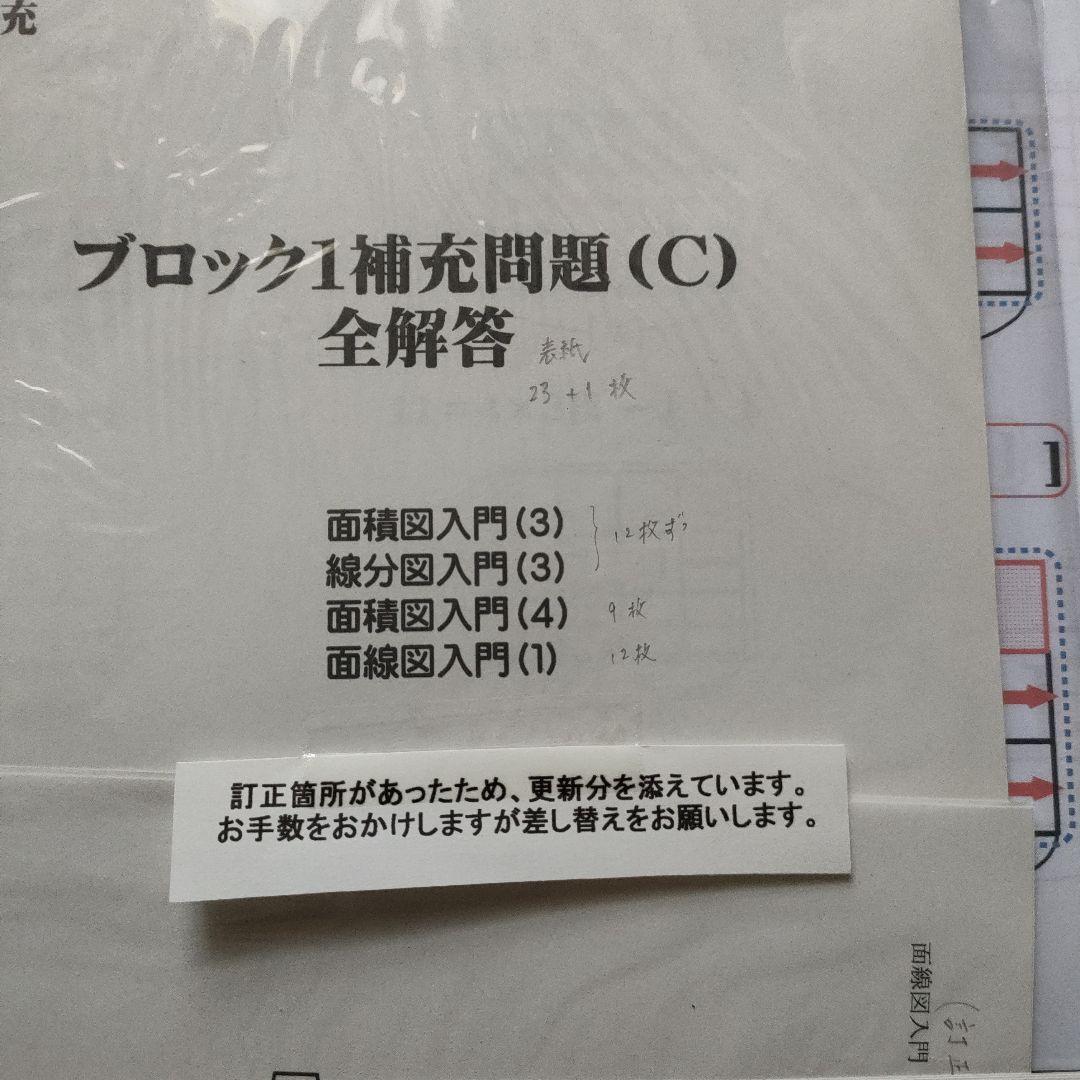 充
ブロック1補充問題(C)
全解答
表紙
23+1枚
面積図入門(3)
線分図入門(3)
12枚ずつ
面積図入門(4) 9枚
面線図入門(1) 12枚
訂正箇所があったため、更新分を添えています。
お手数をおかけしますが差し替えをお願いします。
面線図入門
(訂正
]